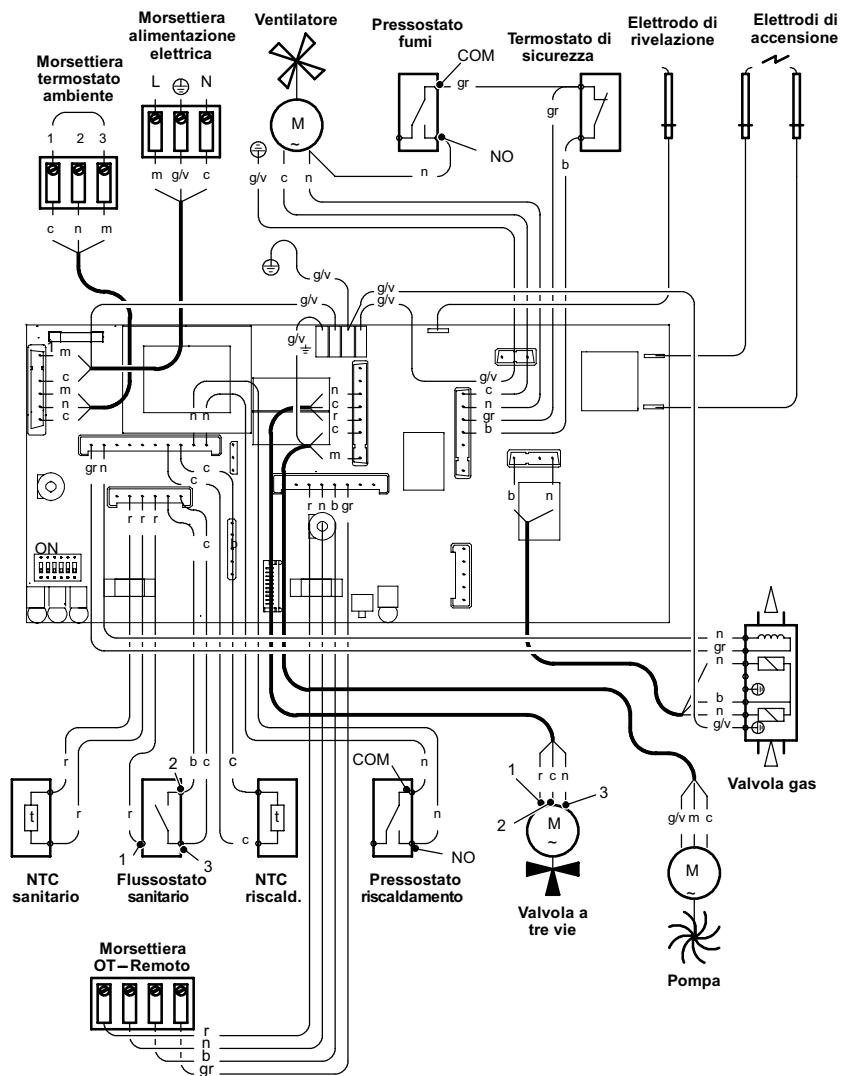 Morsettiera
termostato
ambiente
1 2 3
c n m
Morsettiera
alimentazione
elettrica
L N
m g/v c
Ventilatore
M
~
g/v c n
Pressostato
fumi
COM
NO
n
gr
Termostato di
sicurezza
gr
b
Elettrodo di
rivelazione
Elettrodi di
accensione
g/v
g/v g/v
g/v
g/v
m
c
m
n
c
n n
n
c
r
c
m
g/v
c
n
gr
b
gr n
c
c
r r r
c
r n b gr
b n
ON
n
gr
n
b
n
g/v
Valvola gas
r
r
t
NTC
sanitario
r
b c
2
1
3
Flussostato
sanitario
c
c
t
NTC
riscald.
COM
n
n
NO
Pressostato
riscaldamento
r c n
1
2
3
M
~
Valvola a
tre vie
g/v m c
M
~
Pompa
Morsettiera
OT–Remoto
r
n
b
gr